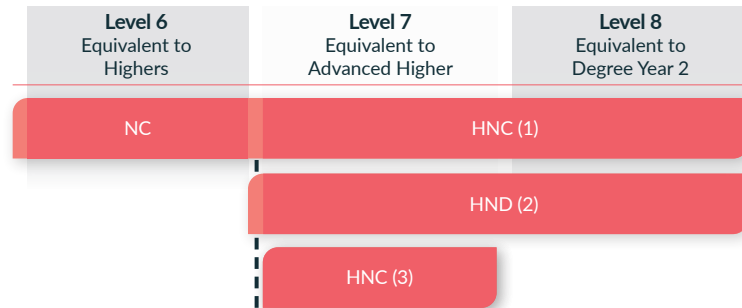 Level 6
Equivalent to
Highers
Level 7
Equivalent to
Advanced Higher
Level 8
Equivalent to
Degree Year 2
NC
HNC (1)
HND (2)
HNC (3)